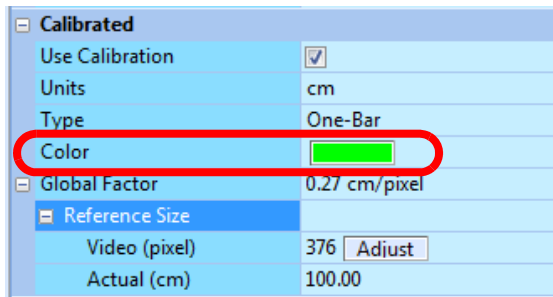 Calibrated
Use Calibration
Units cm
Type One-Bar
Color
Global Factor 0.27 cm/pixel
Reference Size
Video (pixel) 376 Adjust
Actual (cm) 100.00